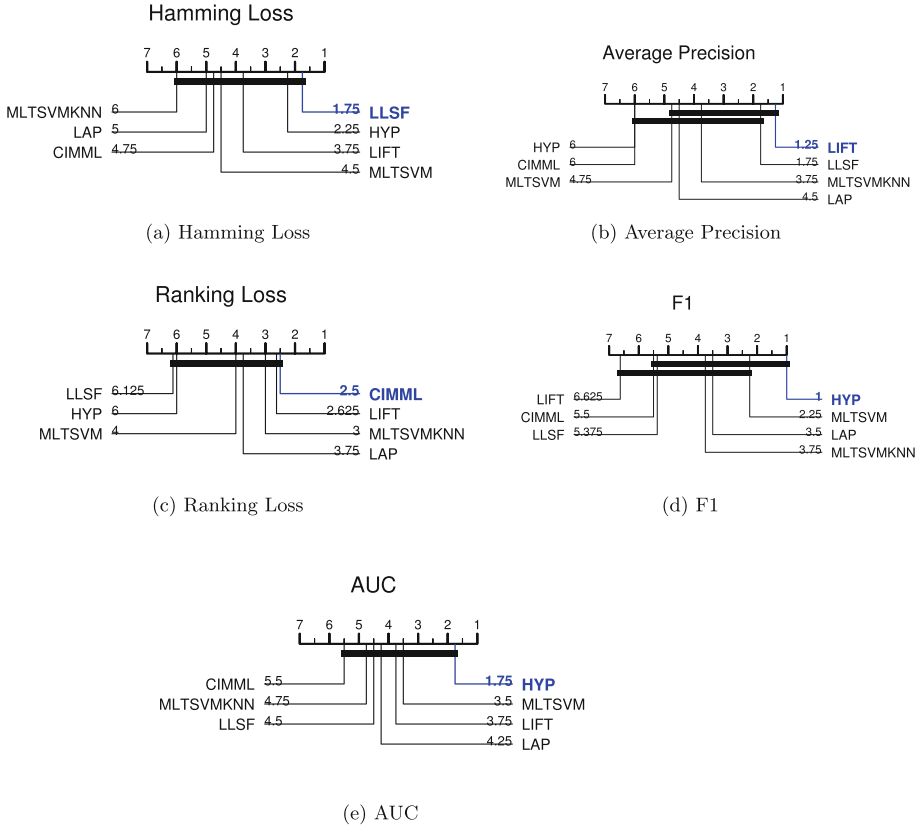 Hamming Loss
7 6 5 4 3 2 1
MLTSVMKNN 6 1.75 LLSF
LAP 5 2.25 HYP
CIMML 4.75 3.75 LIFT
4.5 MLTSVM
(a) Hamming Loss
Average Precision
7 6 5 4 3 2 1
HYP 6 1.25 LIFT
CIMML 6 1.75 LLSF
MLTSVM 4.75 3.75 MLTSVMKNN
4.5 LAP
(b) Average Precision
Ranking Loss
7 6 5 4 3 2 1
LLSF 6.125 2.5 CIMML
HYP 6 2.625 LIFT
MLTSVM 4 3 MLTSVMKNN
3.75 LAP
(c) Ranking Loss
F1
7 6 5 4 3 2 1
LIFT 6.625 1 HYP
CIMML 5.5 2.25 MLTSVM
LLSF 5.375 3.5 LAP
3.75 MLTSVMKNN
(d) F1
AUC
7 6 5 4 3 2 1
CIMML 5.5 1.75 HYP
MLTSVMKNN 4.75 3.5 MLTSVM
LLSF 4.5 3.75 LIFT
4.25 LAP
(e) AUC